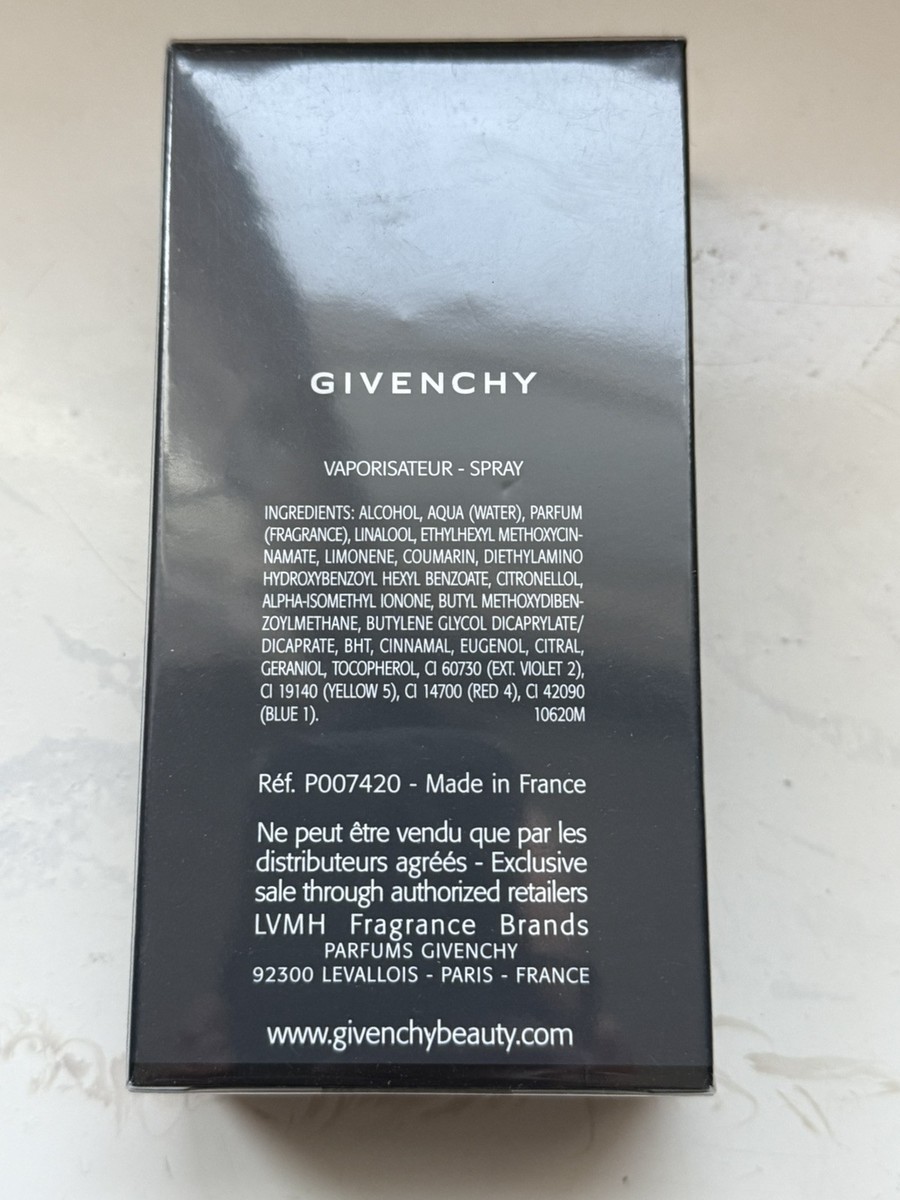 GIVENCHY
VAPORISATEUR - SPRAY
INGREDIENTS: ALCOHOL, AQUA (WATER), PARFUM
(FRAGRANCE), LINALOOL, ETHYLHEXYL METHOXYCIN-
NAMATE, LIMONENE, COUMARIN, DIETHYLAMINO
HYDROXYBENZOYL HEXYL BENZOATE, CITRONELLOL,
ALPHA-ISOMETHYL IONONE, BUTYL METHOXYDIBEN-
ZOYLMETHANE, BUTYLENE GLYCOL DICAPRYLATE/
DICAPRATE, BHT, CINNAMAL, EUGENOL, CITRAL,
GERANIOL, TOCOPHEROL, CI 60730 (EXT. VIOLET 2),
CI 19140 (YELLOW 5), CI 14700 (RED 4), CI 42090
(BLUE 1). 10620M
Réf. P007420 - Made in France
Ne peut être vendu que par les
distributeurs agréés - Exclusive
sale through authorized retailers
LVMH Fragrance Brands
PARFUMS GIVENCHY
92300 LEVALLOIS - PARIS - FRANCE
www.givenchybeauty.com